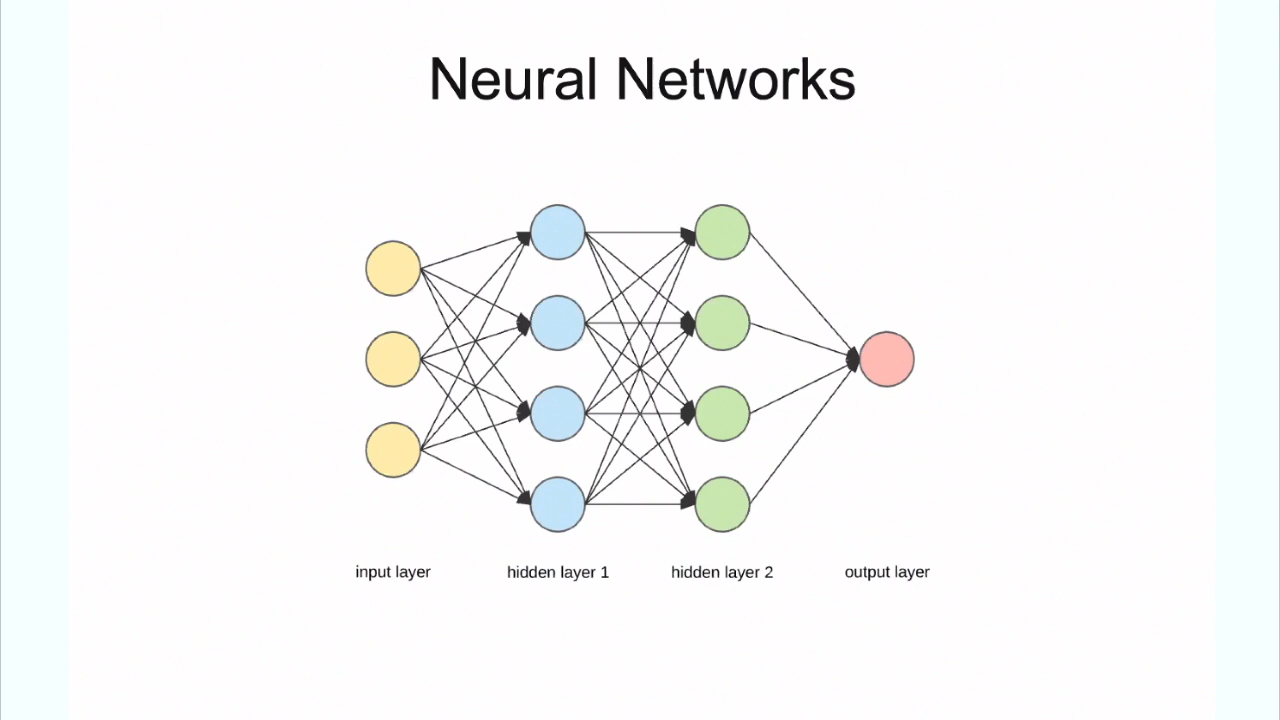 Neural Networks
input layer
hidden layer 1
hidden layer 2
output layer